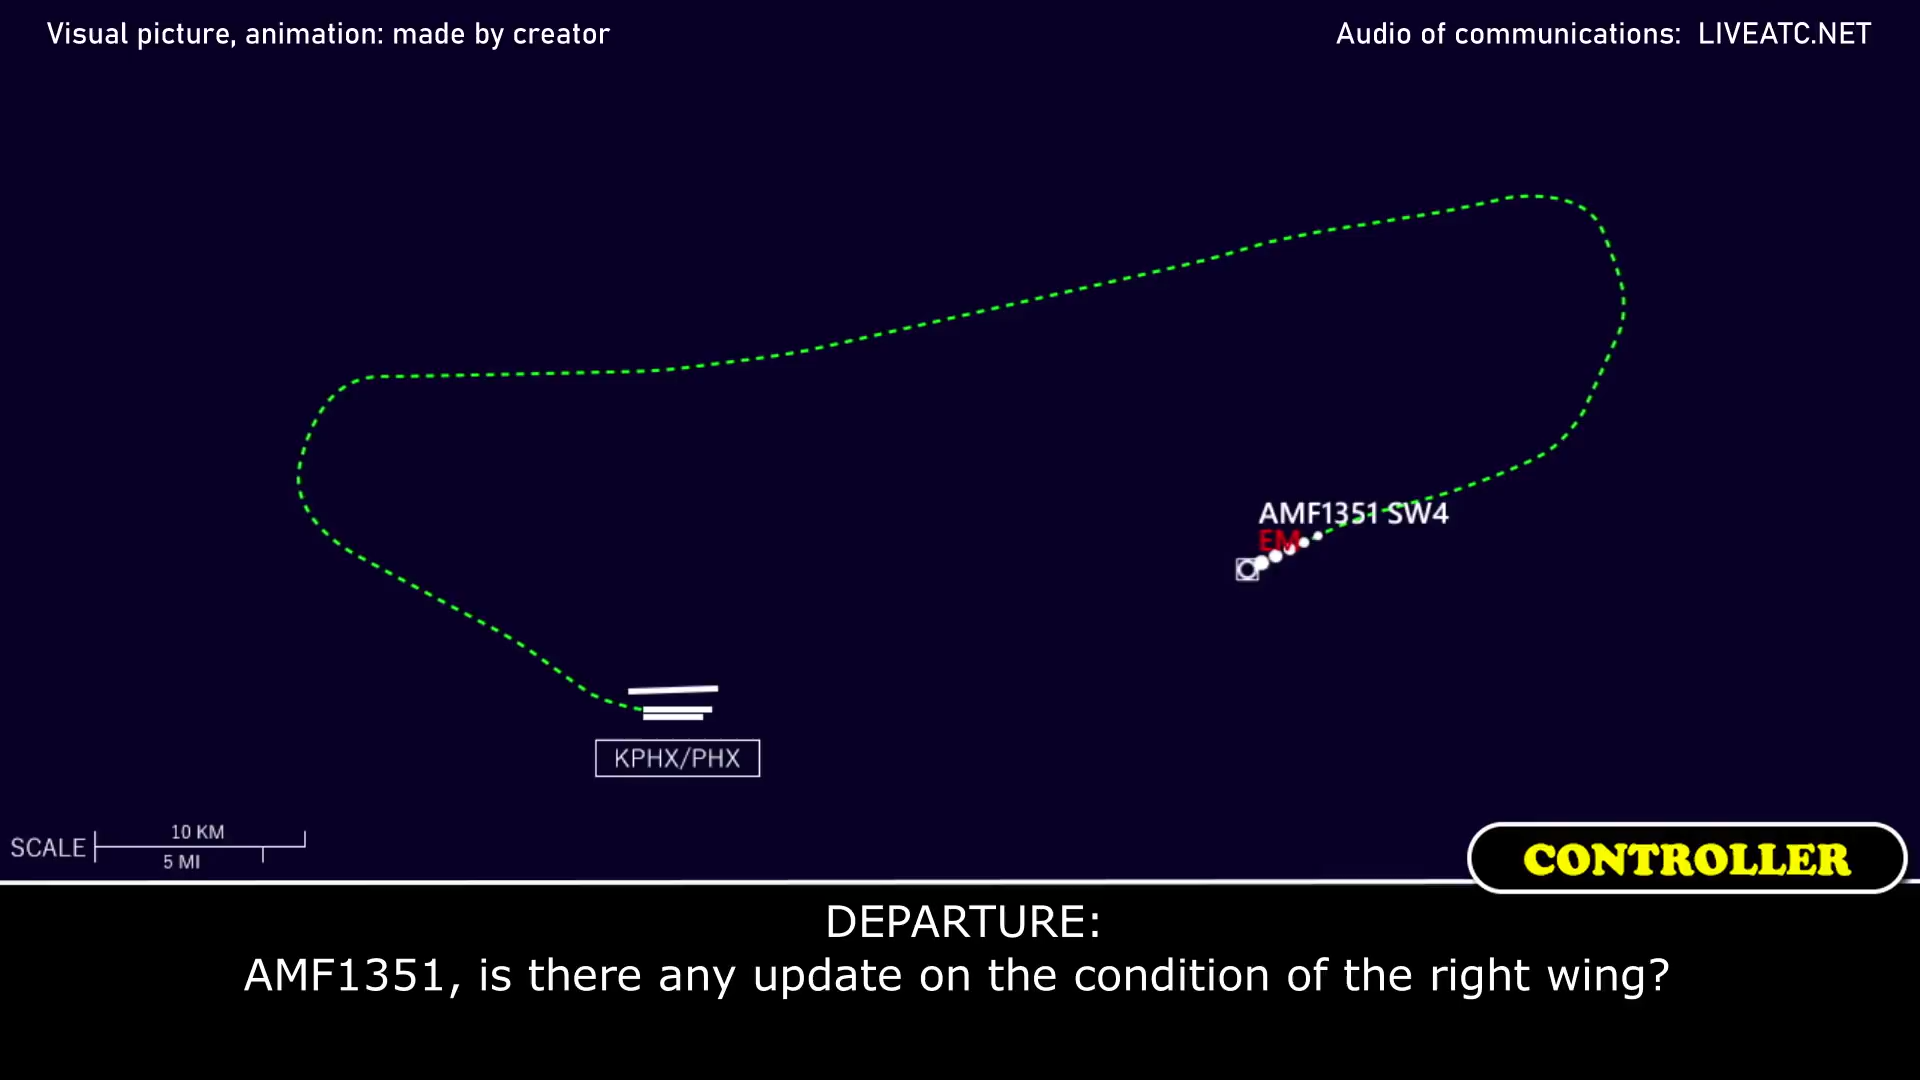 Visual picture, animation: made by creator
Audio of communications: LIVEATC.NET
AMF1351 SW4
EM
KPHX/PHX
SCALE
10 KM
5 MI
CONTROLLER
DEPARTURE:
AMF1351, is there any update on the condition of the right wing?